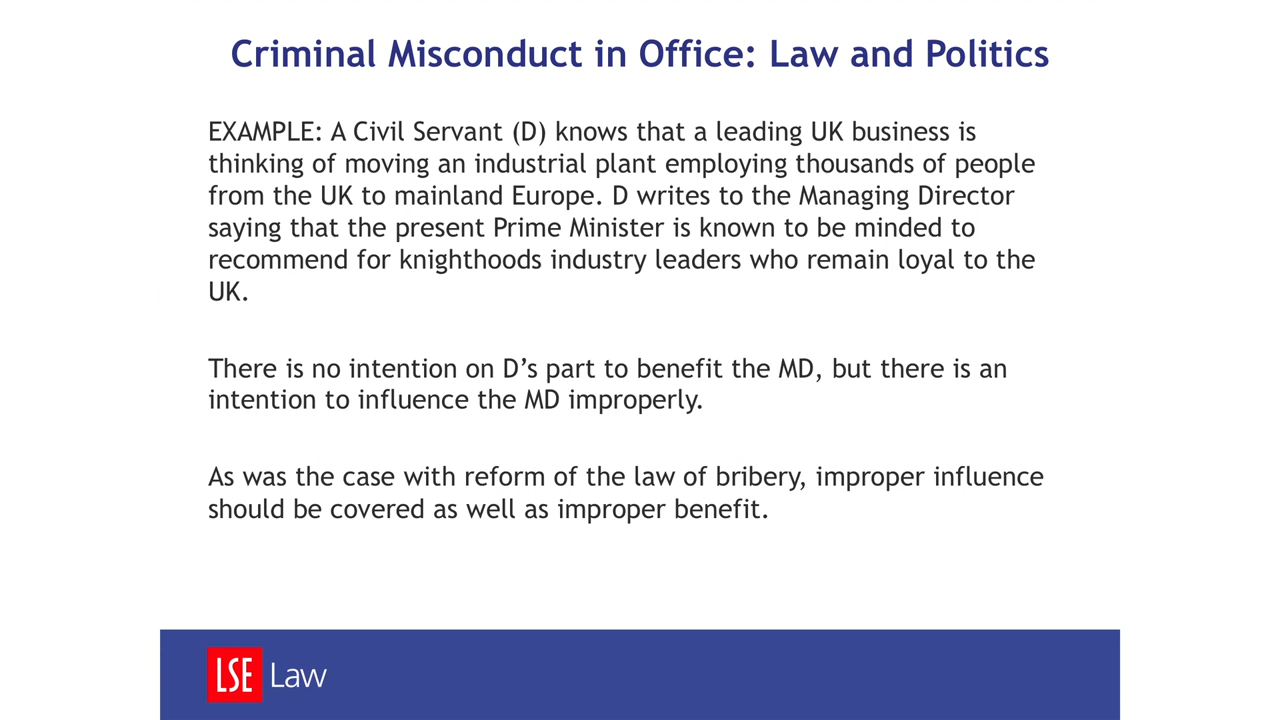 Criminal Misconduct in Office: Law and Politics
EXAMPLE: A Civil Servant (D) knows that a leading UK business is
thinking of moving an industrial plant employing thousands of people
from the UK to mainland Europe. D writes to the Managing Director
saying that the present Prime Minister is known to be minded to
recommend for knighthoods industry leaders who remain loyal to the
UK.
There is no intention on D’s part to benefit the MD, but there is an
intention to influence the MD improperly.
As was the case with reform of the law of bribery, improper influence
should be covered as well as improper benefit.
LSE Law